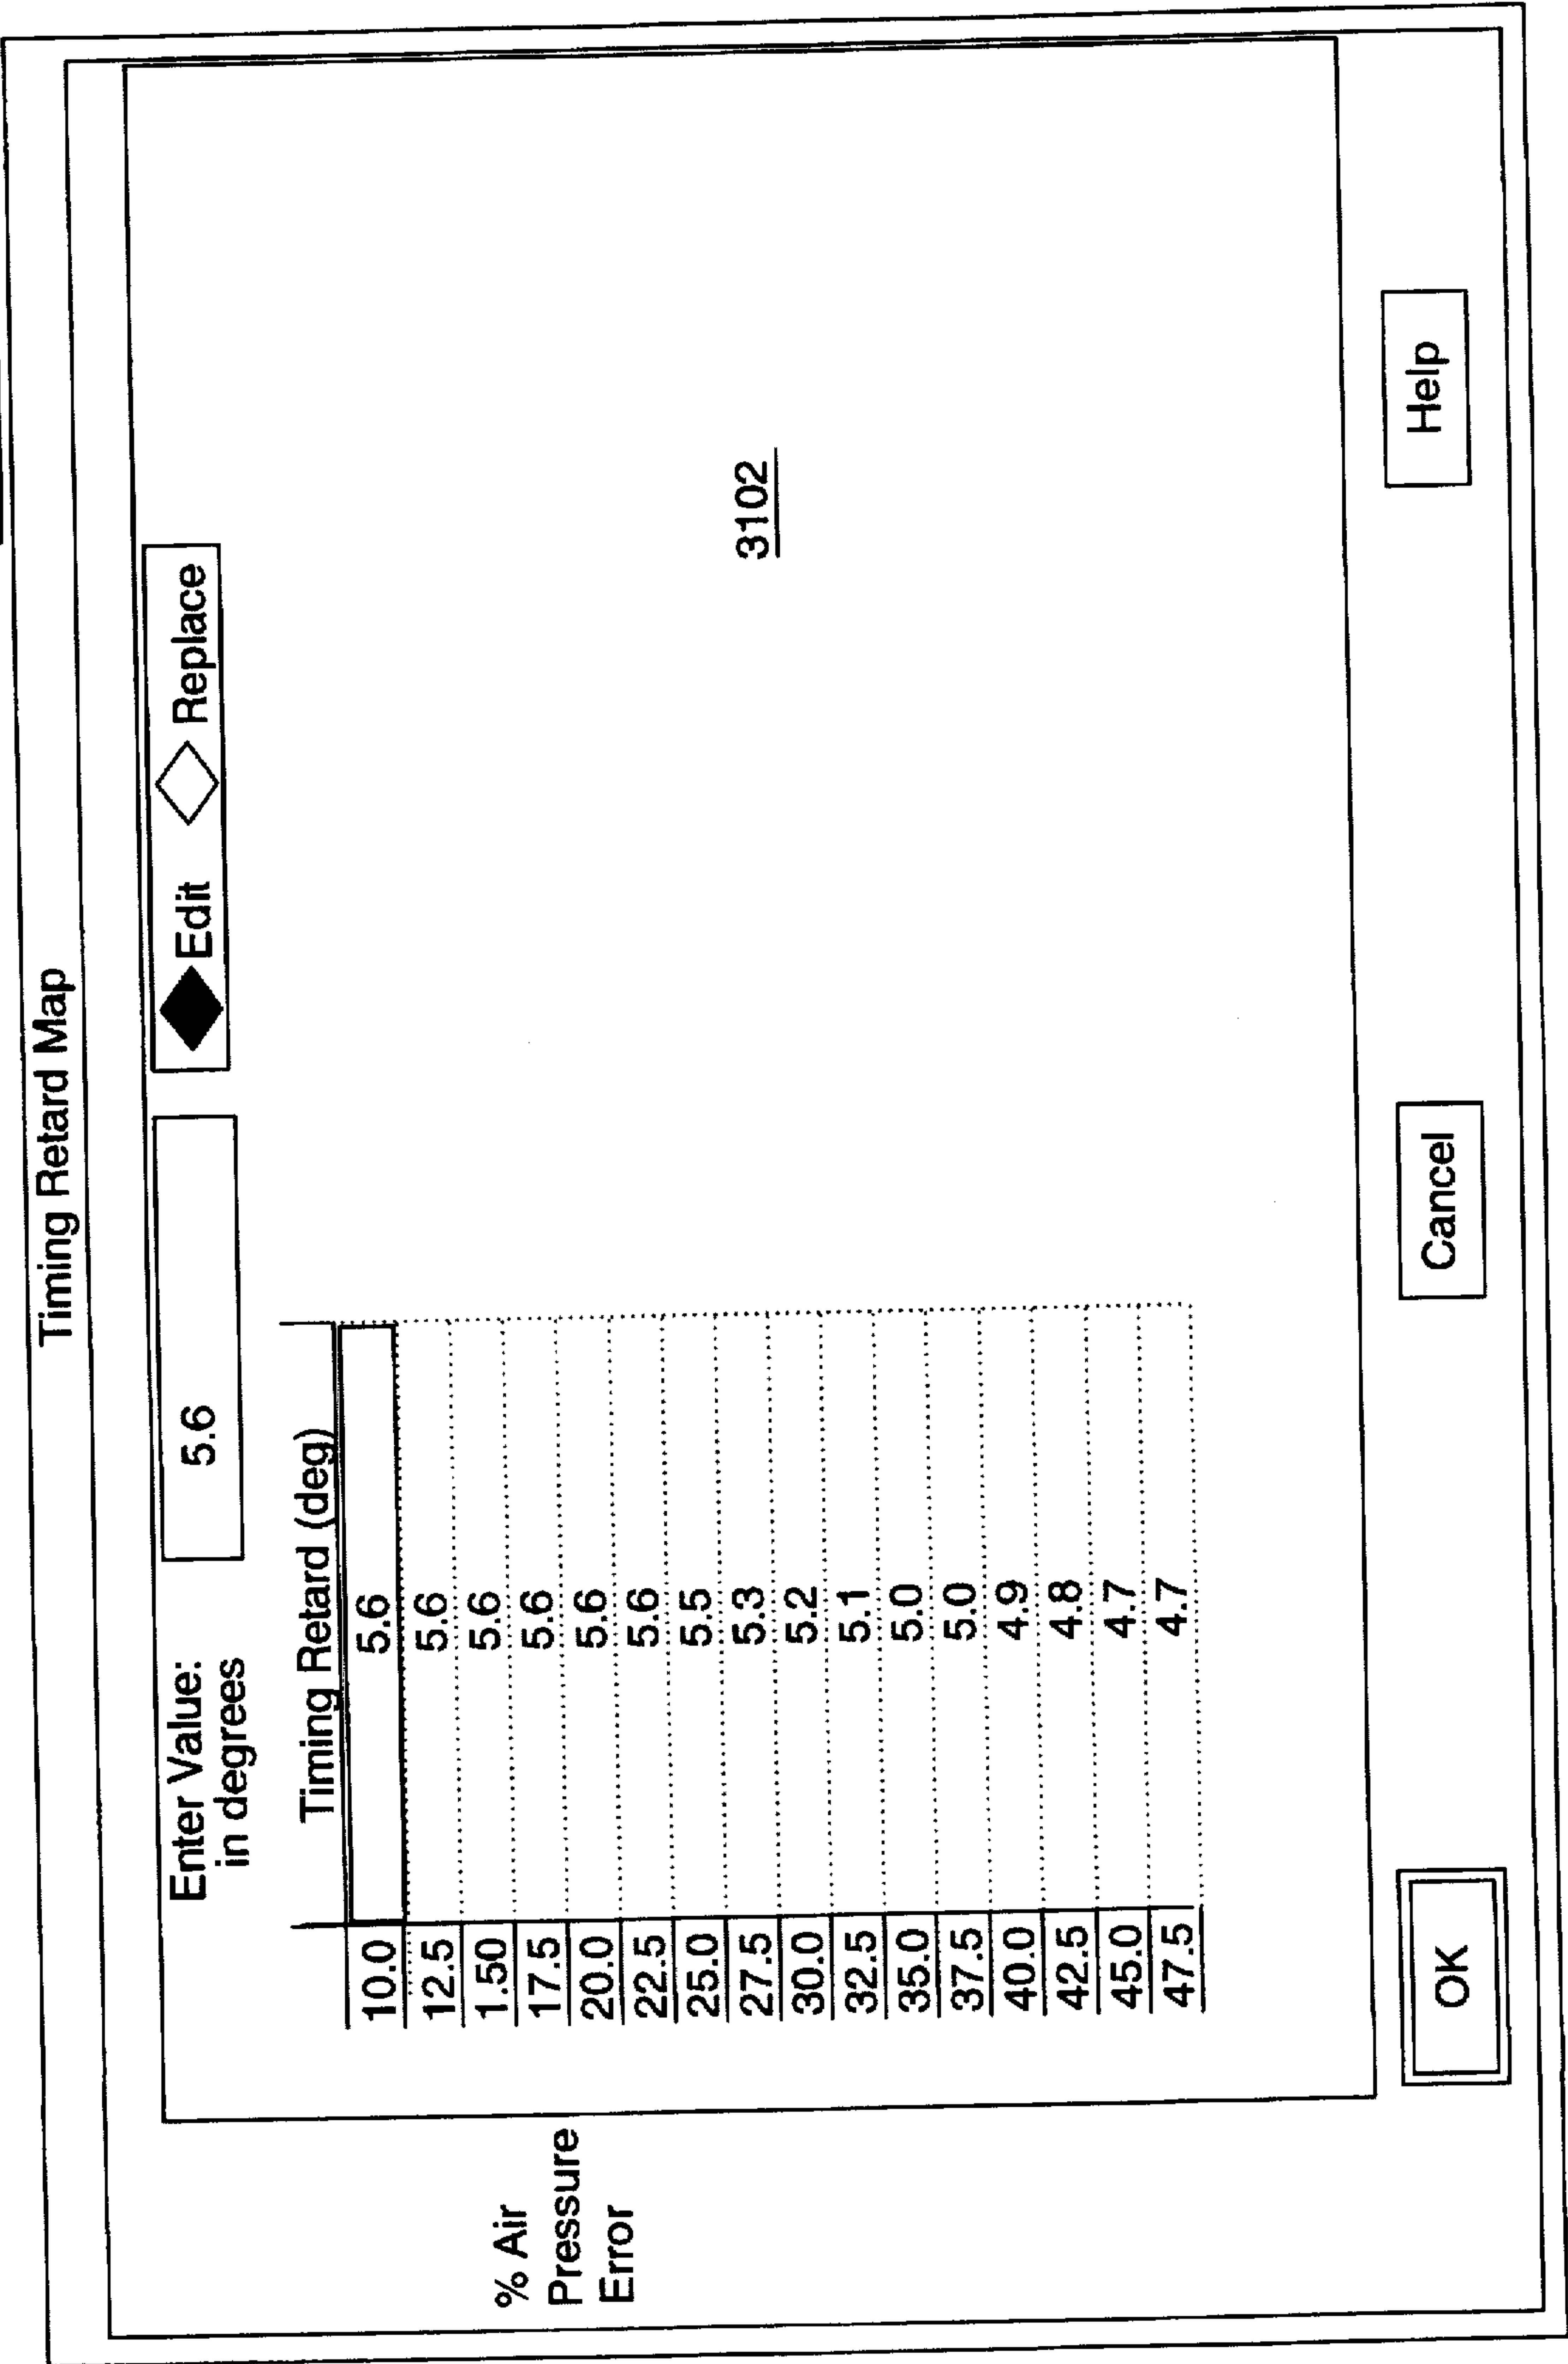 Timing Retard Map
Enter Value: 5.6 Edit Replace
in degrees
Timing Retard (deg)
10.0 5.6
12.5 5.6
1.50 5.6
17.5 5.6
20.0 5.6
22.5 5.6
25.0 5.5
27.5 5.3
30.0 5.2
32.5 5.1
35.0 5.0
37.5 5.0
40.0 4.9
42.5 4.8
45.0 4.7
47.5 4.7
% Air
Pressure
Error
3102
OK Cancel Help